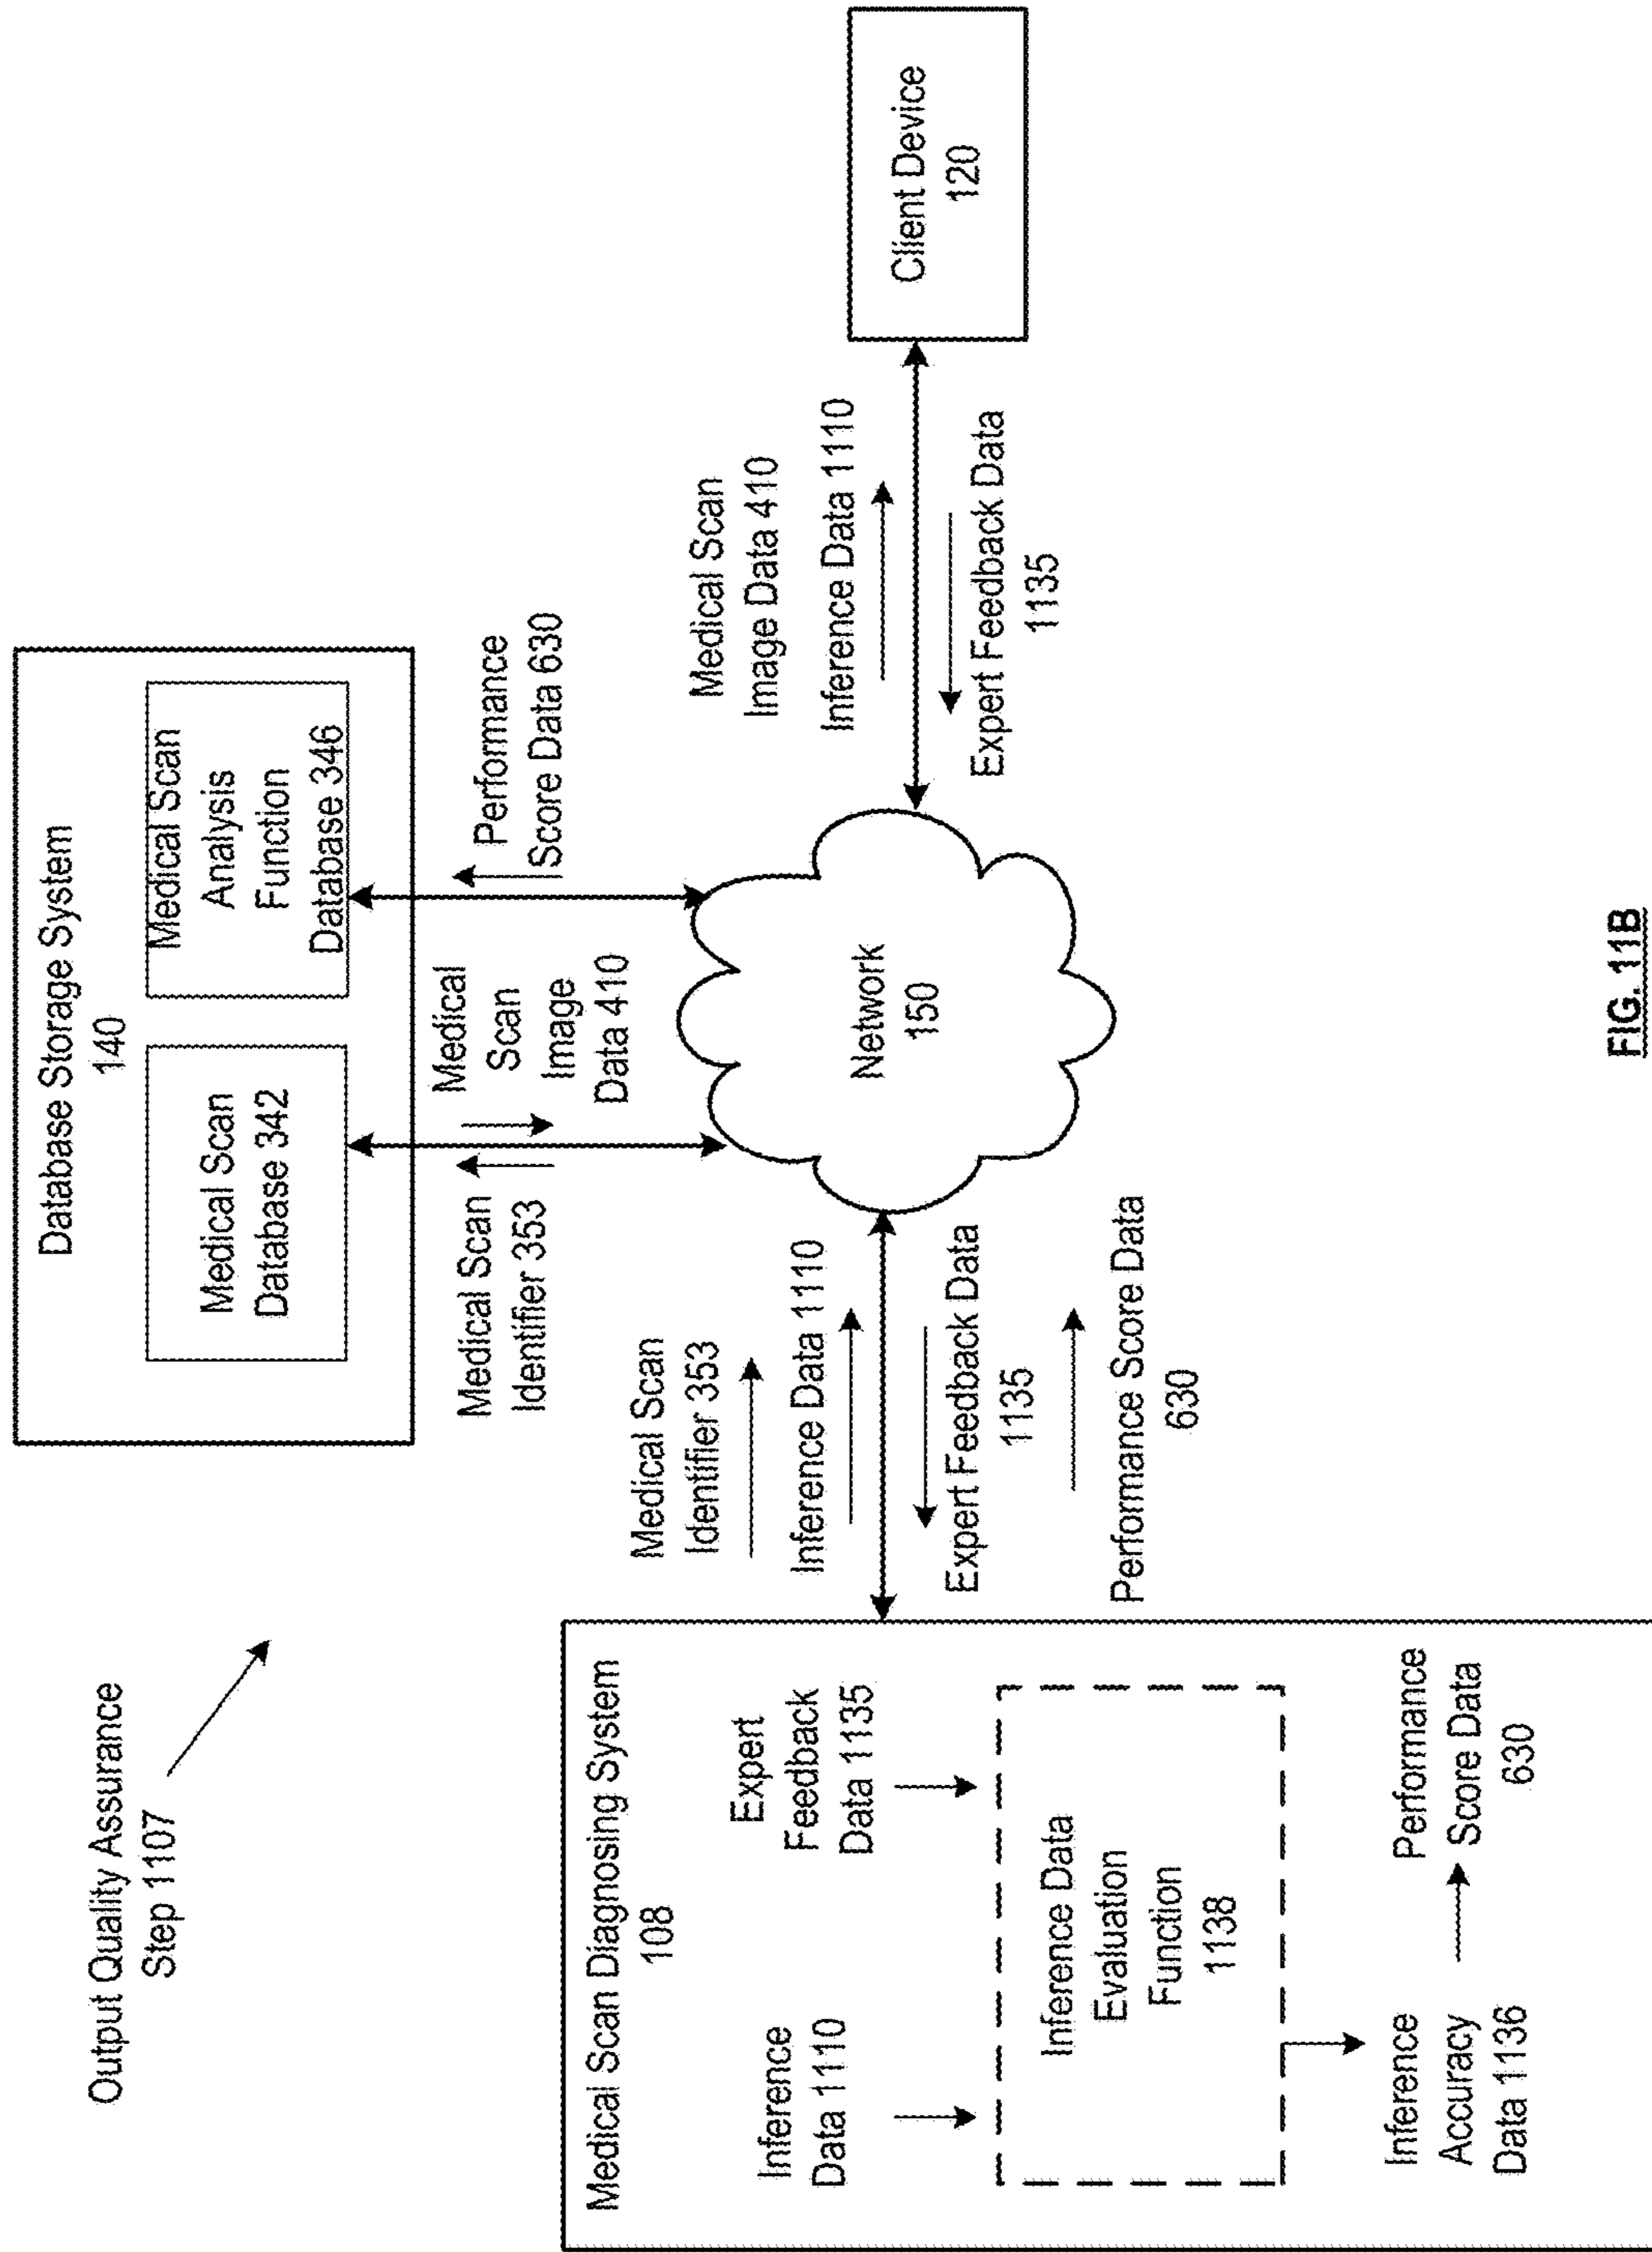 Output Quality Assurance
Step 1107
Database Storage System
140
Medical Scan
Database 342
Medical Scan
Analysis
Function
Database 346
Medical Scan
Identifier 353
Medical
Scan
Image
Data 410
Performance
Score Data 630
Medical Scan Diagnosing System
108
Inference
Data 1110
Expert
Feedback
Data 1135
Inference Data
Evaluation
Function
1138
Inference
Accuracy
Data 1136
Performance
Score Data
630
Medical Scan
Identifier 353
Inference Data 1110
Expert Feedback Data
1135
Performance Score Data
630
Network
150
Medical Scan
Image Data 410
Inference Data 1110
Expert Feedback Data
1135
Client Device
120
FIG. 11B